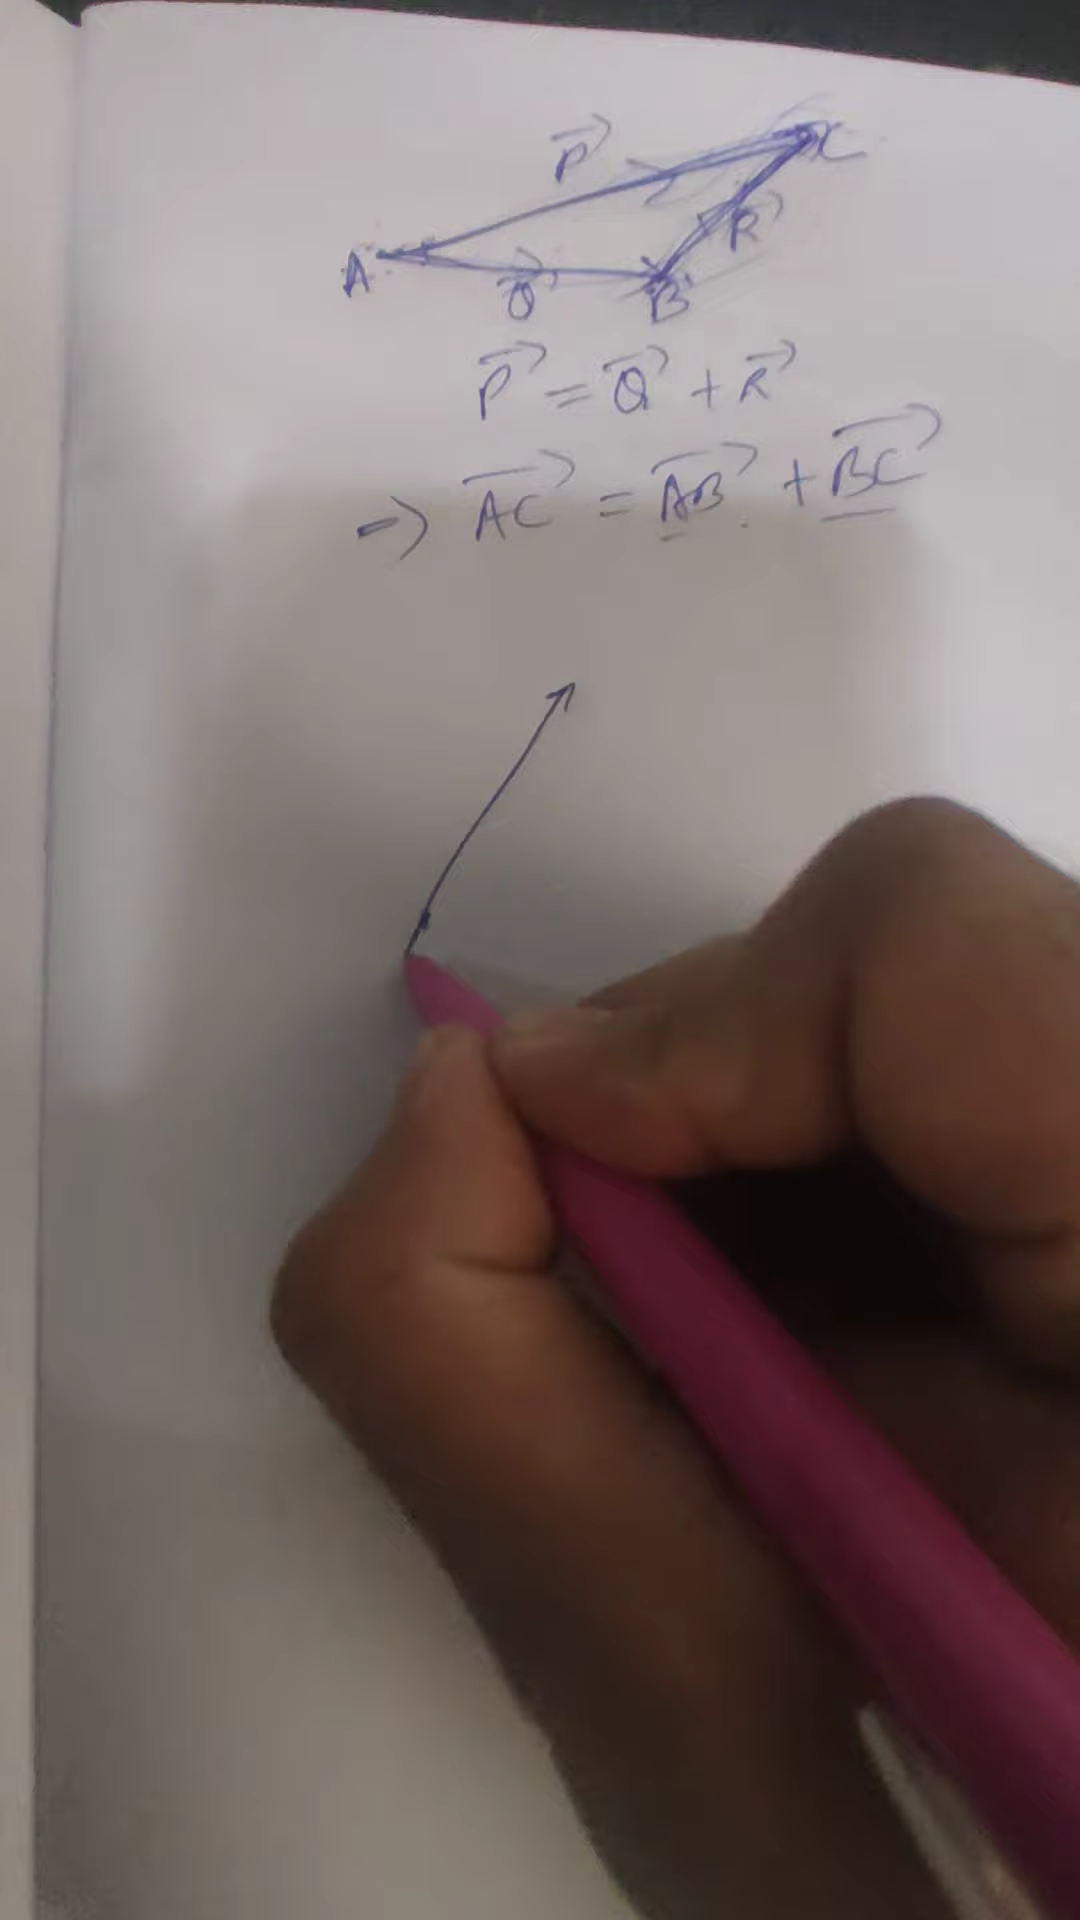 P⃗
C
R⃗
A
Q⃗
B
P⃗ = Q⃗ + R⃗
⇒ AC⃗ = AB⃗ + BC⃗